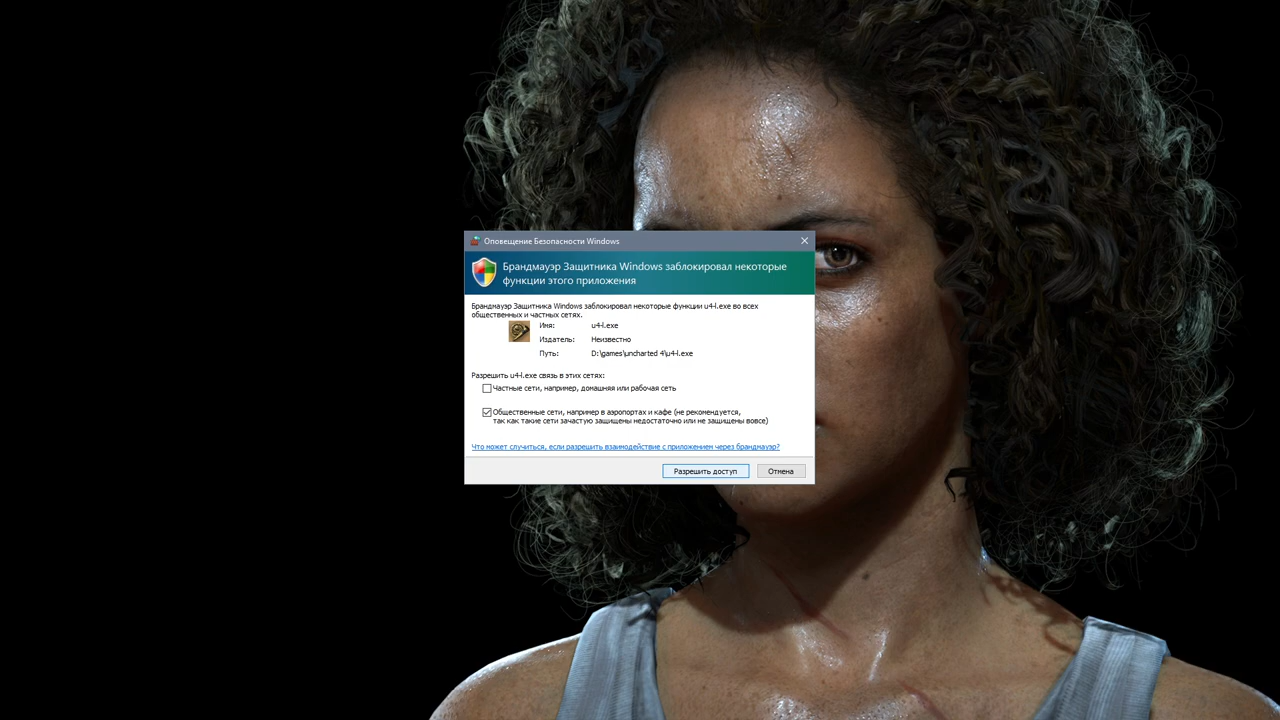 Оповещение Безопасности Windows
Брандмауэр Защитника Windows заблокировал некоторые
функции этого приложения
Брандмауэр Защитника Windows заблокировал некоторые функции u4-l.exe во всех
общественных и частных сетях.
Имя: u4-l.exe
Издатель: Неизвестно
Путь: D:\games\uncharted 4\u4-l.exe
Разрешить u4-l.exe связь в этих сетях:
Частные сети, например, домашняя или рабочая сеть
Общественные сети, например в аэропортах и кафе (не рекомендуется,
так как такие сети зачастую защищены недостаточно или не защищены вовсе)
Что может случиться, если разрешить взаимодействие с приложением через брандмауэр?
Разрешить доступ Отмена